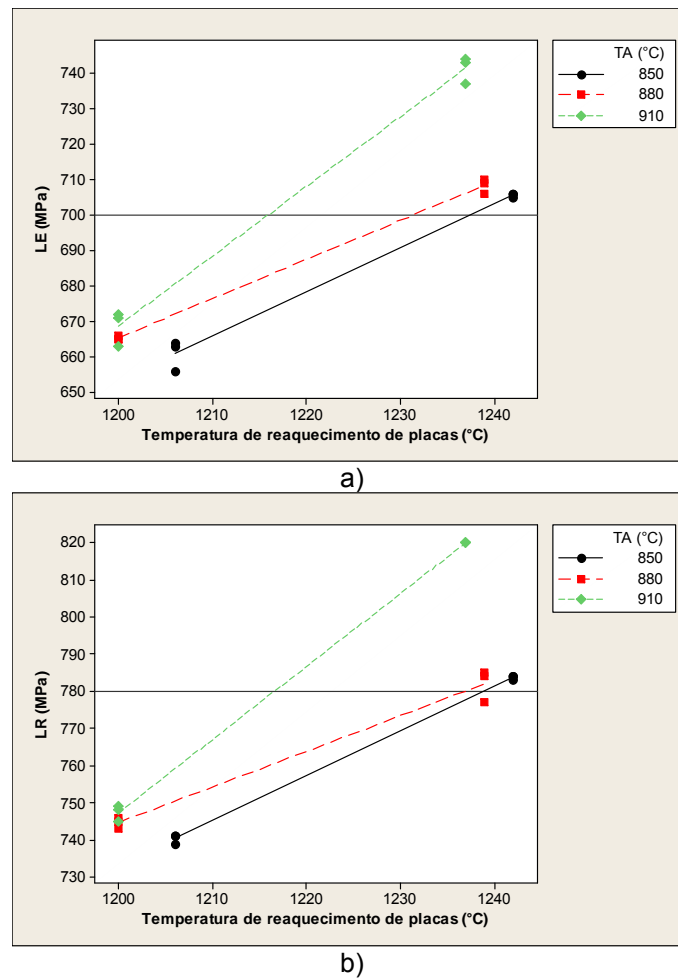 TA (°C)
850
880
910
740
730
720
710
700
690
680
670
660
650
LE (MPa)
1200 1210 1220 1230 1240
Temperatura de reaquecimento de placas (°C)
a)
TA (°C)
850
880
910
820
810
800
790
780
770
760
750
740
730
LR (MPa)
1200 1210 1220 1230 1240
Temperatura de reaquecimento de placas (°C)
b)